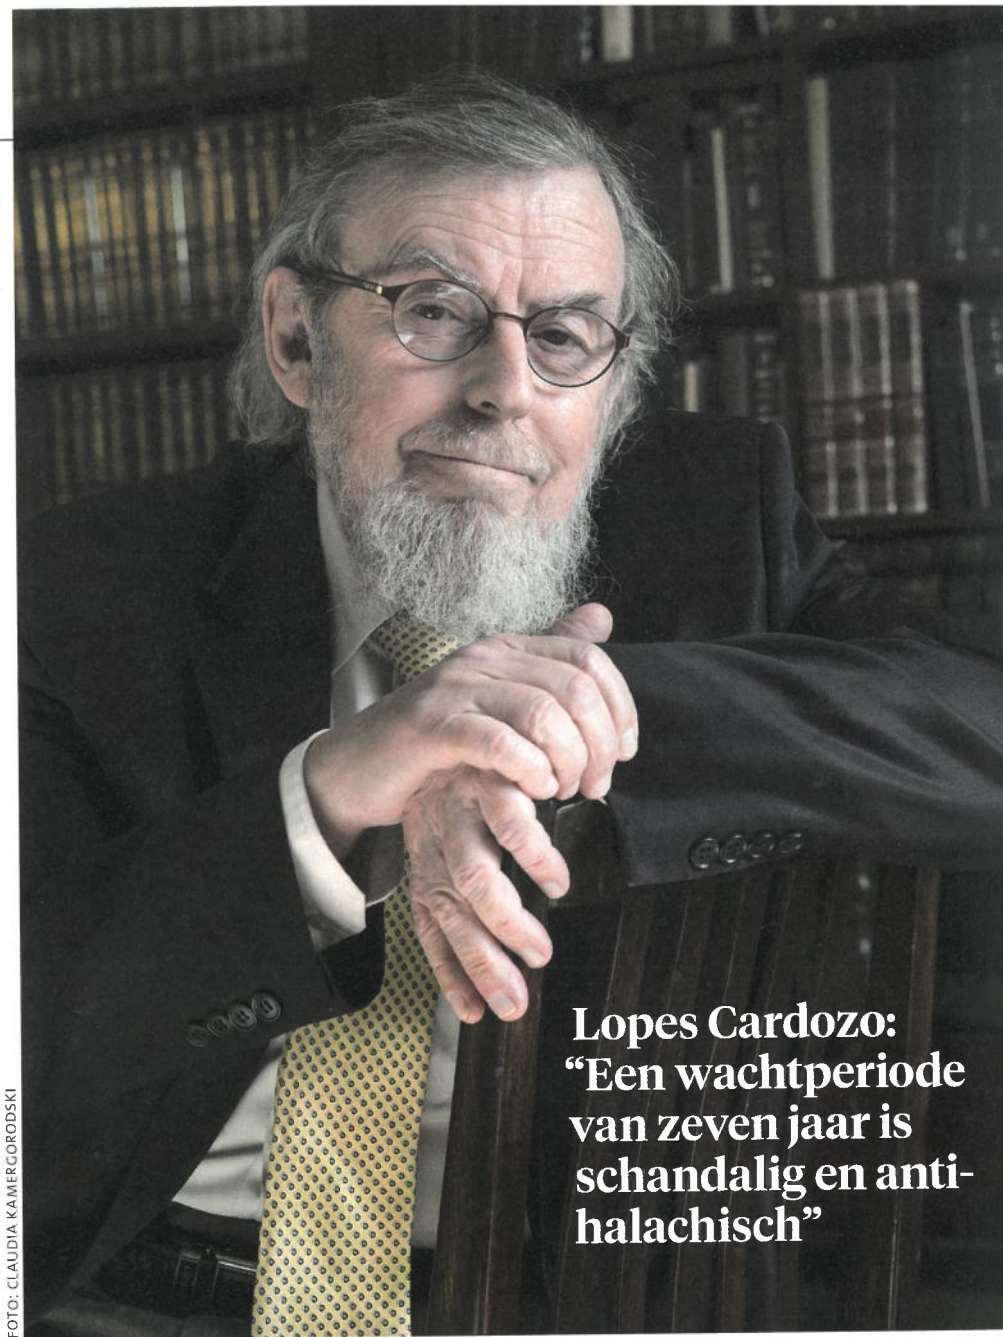 Lopes Cardozo:
“Een wachtperiode
van zeven jaar is
schandalig en anti-
halachisch”
FOTO: CLAUDIA KAMERGORODSKI